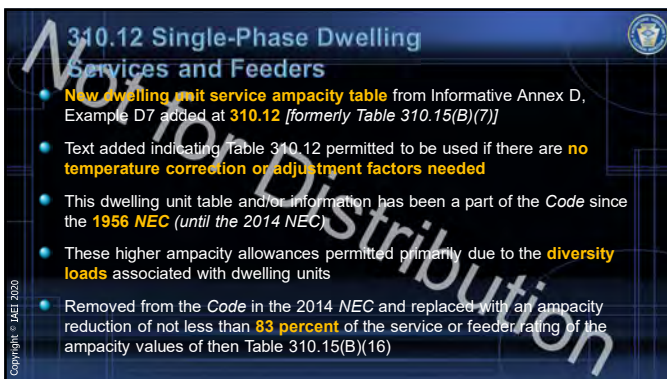 310.12 Single-Phase Dwelling
Services and Feeders
New dwelling unit service ampacity table from Informative Annex D,
Example D7 added at 310.12 [formerly Table 310.15(B)(7)]
Text added indicating Table 310.12 permitted to be used if there are no
temperature correction or adjustment factors needed
This dwelling unit table and/or information has been a part of the Code since
the 1956 NEC (until the 2014 NEC)
These higher ampacity allowances permitted primarily due to the diversity
loads associated with dwelling units
Removed from the Code in the 2014 NEC and replaced with an ampacity
reduction of not less than 83 percent of the service or feeder rating of the
ampacity values of then Table 310.15(B)(16)
Copyright © IAEI 2020
Not for Distribution